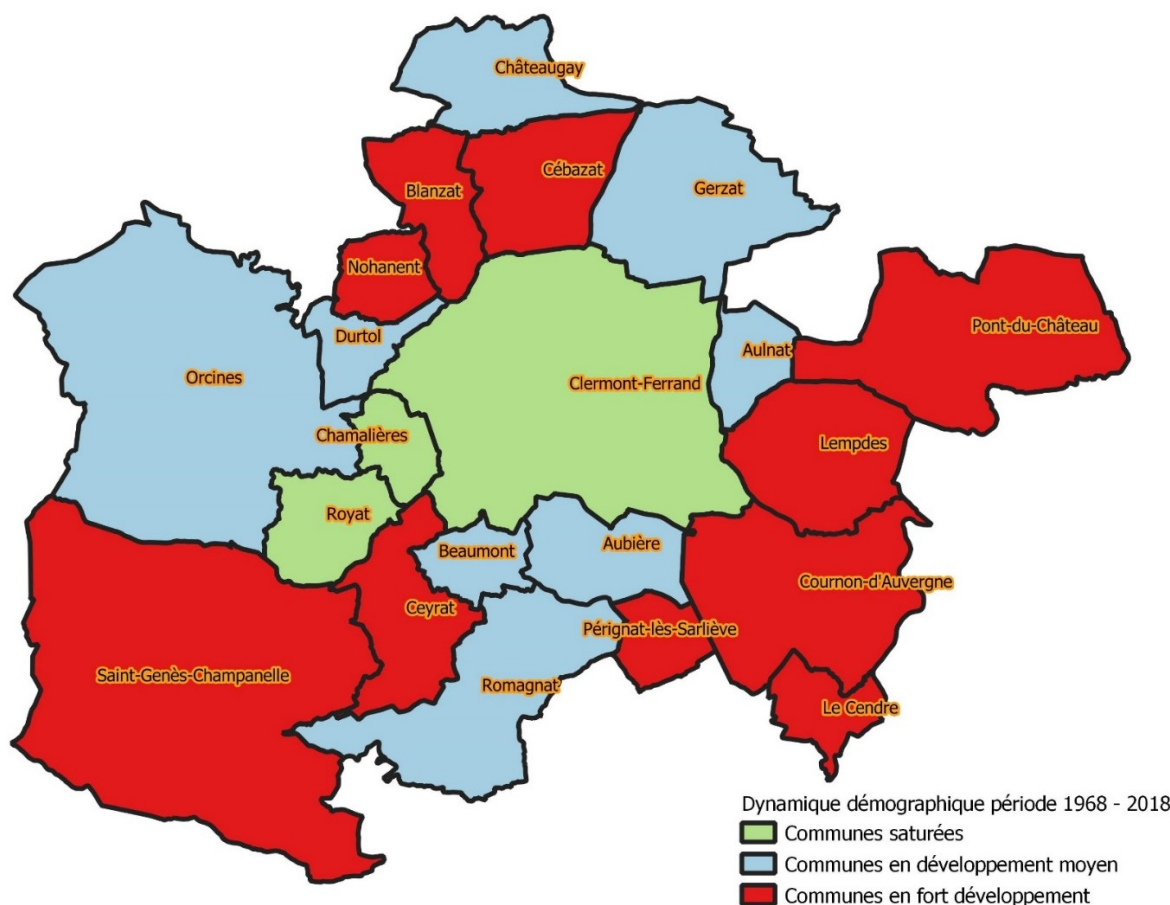 Châteaugay
Cébazat
Blanzat
Gerzat
Nohanent
Pont-du-Château
Durtol
Aulnat
Orcines
Clermont-Ferrand
Chamalières
Lempdes
Royat
Beaumont
Aubière
Cournon-d'Auvergne
Ceyrat
Pérignat-lès-Sarliève
Saint-Genès-Champanelle
Romagnat
Le Cendre
Dynamique démographique période 1968 - 2018
Communes saturées
Communes en développement moyen
Communes en fort développement